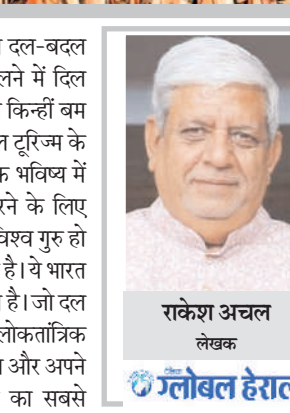 दल-बदल
लने में दिल
किन्हीं बम
ल टूरिज्म के
क भविष्य में
रने के लिए
वेश्व गुरु हो
है। ये भारत
है। जो दल
लोकतांत्रिक
और अपने
का सबसे
राकेश अचल
लेखक
ग्लोबल हेराल